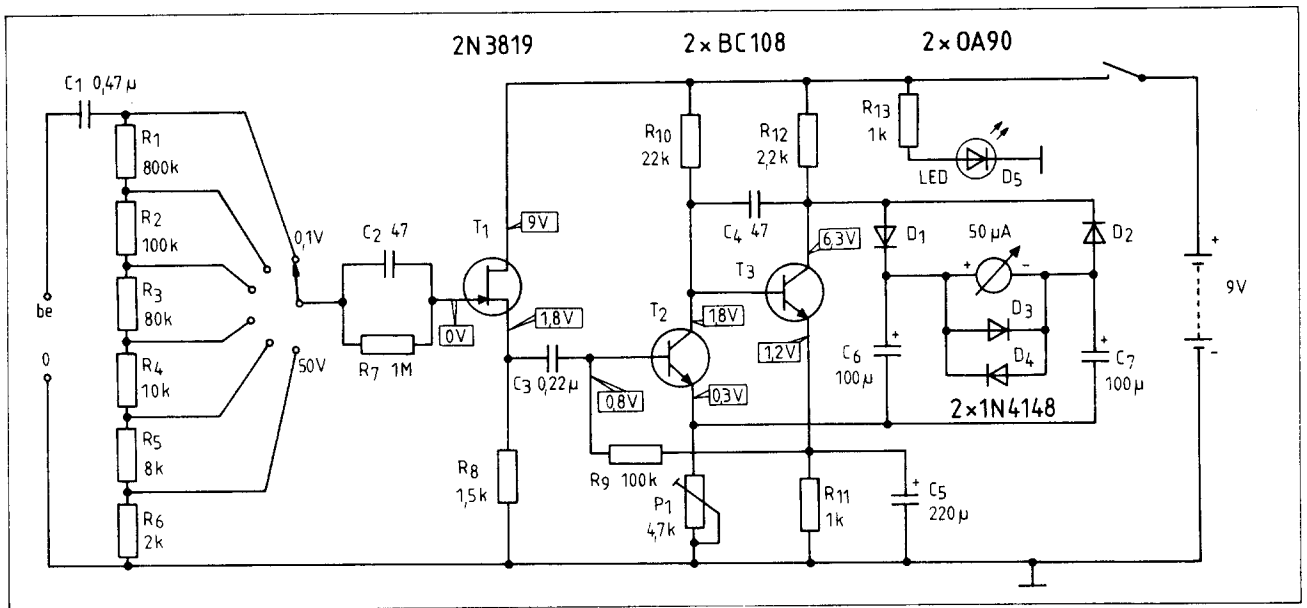 2N3819
2×BC108
2×OA90
C1 0,47µ
R1
800k
R2
100k
R3
80k
R4
10k
R5
8k
R6
2k
be
0
0,1V
50V
C2 47
R7 1M
T1
9V
0V
1,8V
C3 0,22µ
0,8V
R8
1,5k
R9 100k
R10
22k
T2
1,8V
0,3V
P1
4,7k
C4 47
R12
2,2k
T3
6,3V
1,2V
R11
1k
C5
220µ
+
R13
1k
LED
D5
D1
50µA
+
-
D2
D3
D4
C6
100µ
+
C7
100µ
+
2×1N4148
+
9V
-